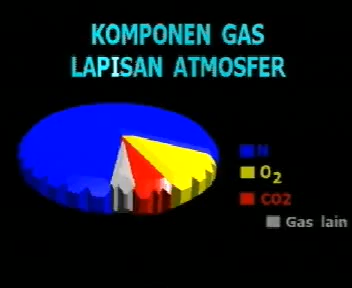 KOMPONEN GAS
LAPISAN ATMOSFER
N
O2
CO2
Gas lain